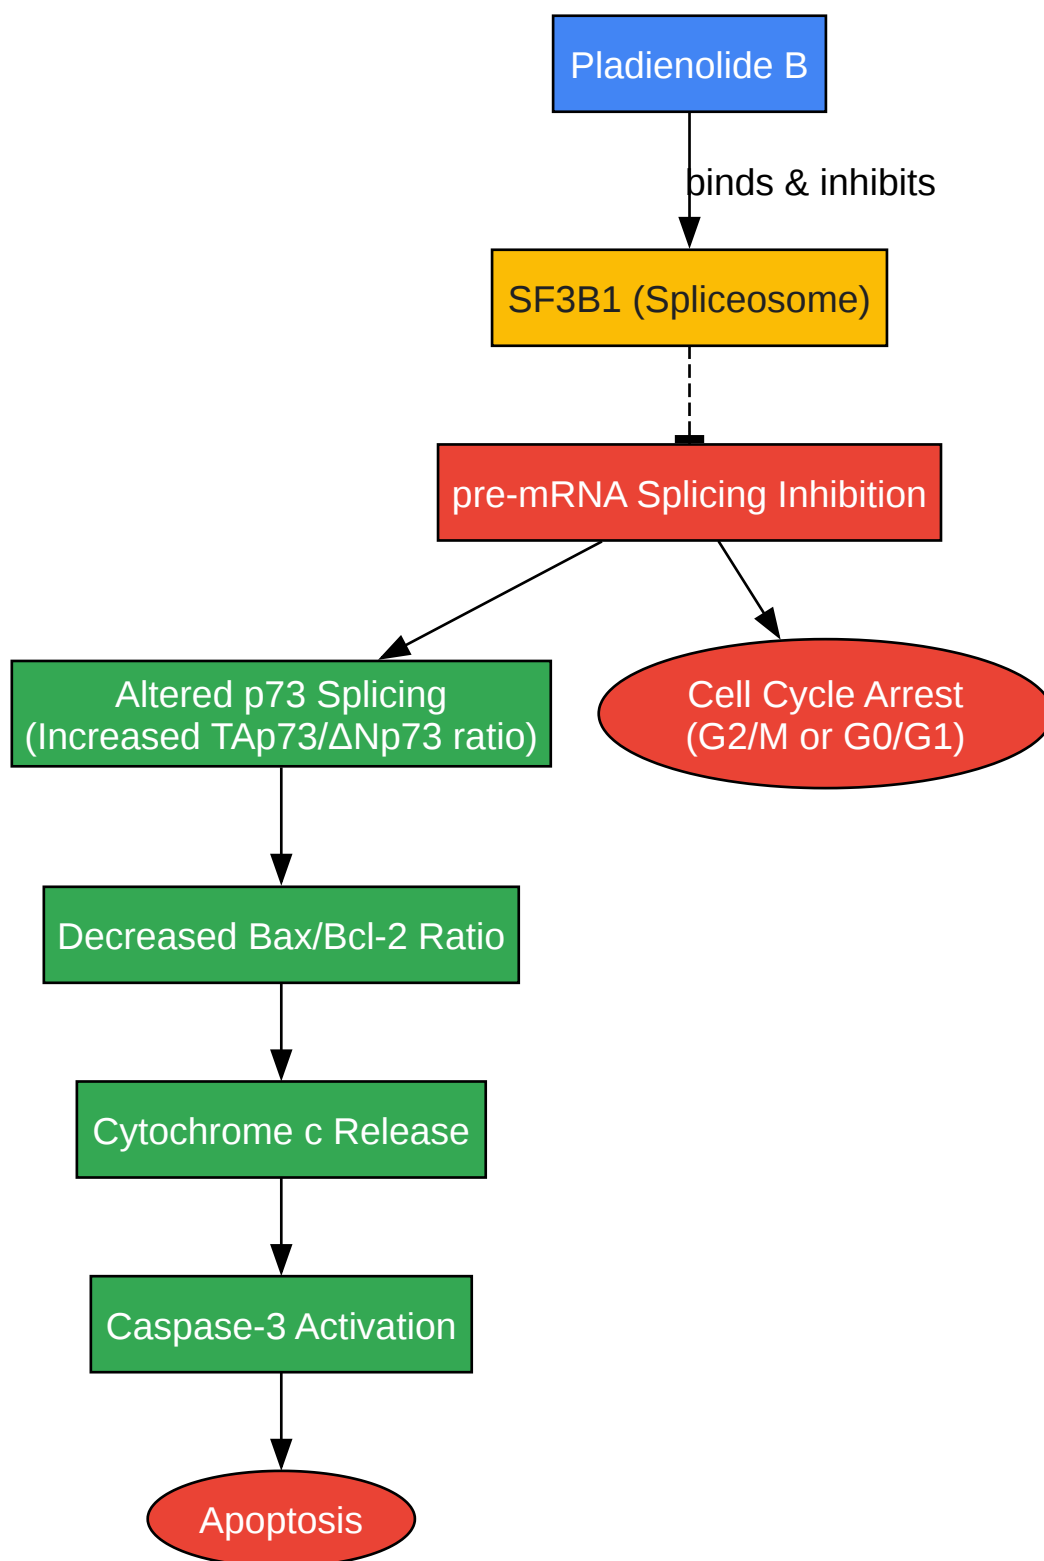 Pladienolide B
binds & inhibits
SF3B1 (Spliceosome)
pre-mRNA Splicing Inhibition
Altered p73 Splicing
(Increased TAp73/ΔNp73 ratio)
Cell Cycle Arrest
(G2/M or G0/G1)
Decreased Bax/Bcl-2 Ratio
Cytochrome c Release
Caspase-3 Activation
Apoptosis